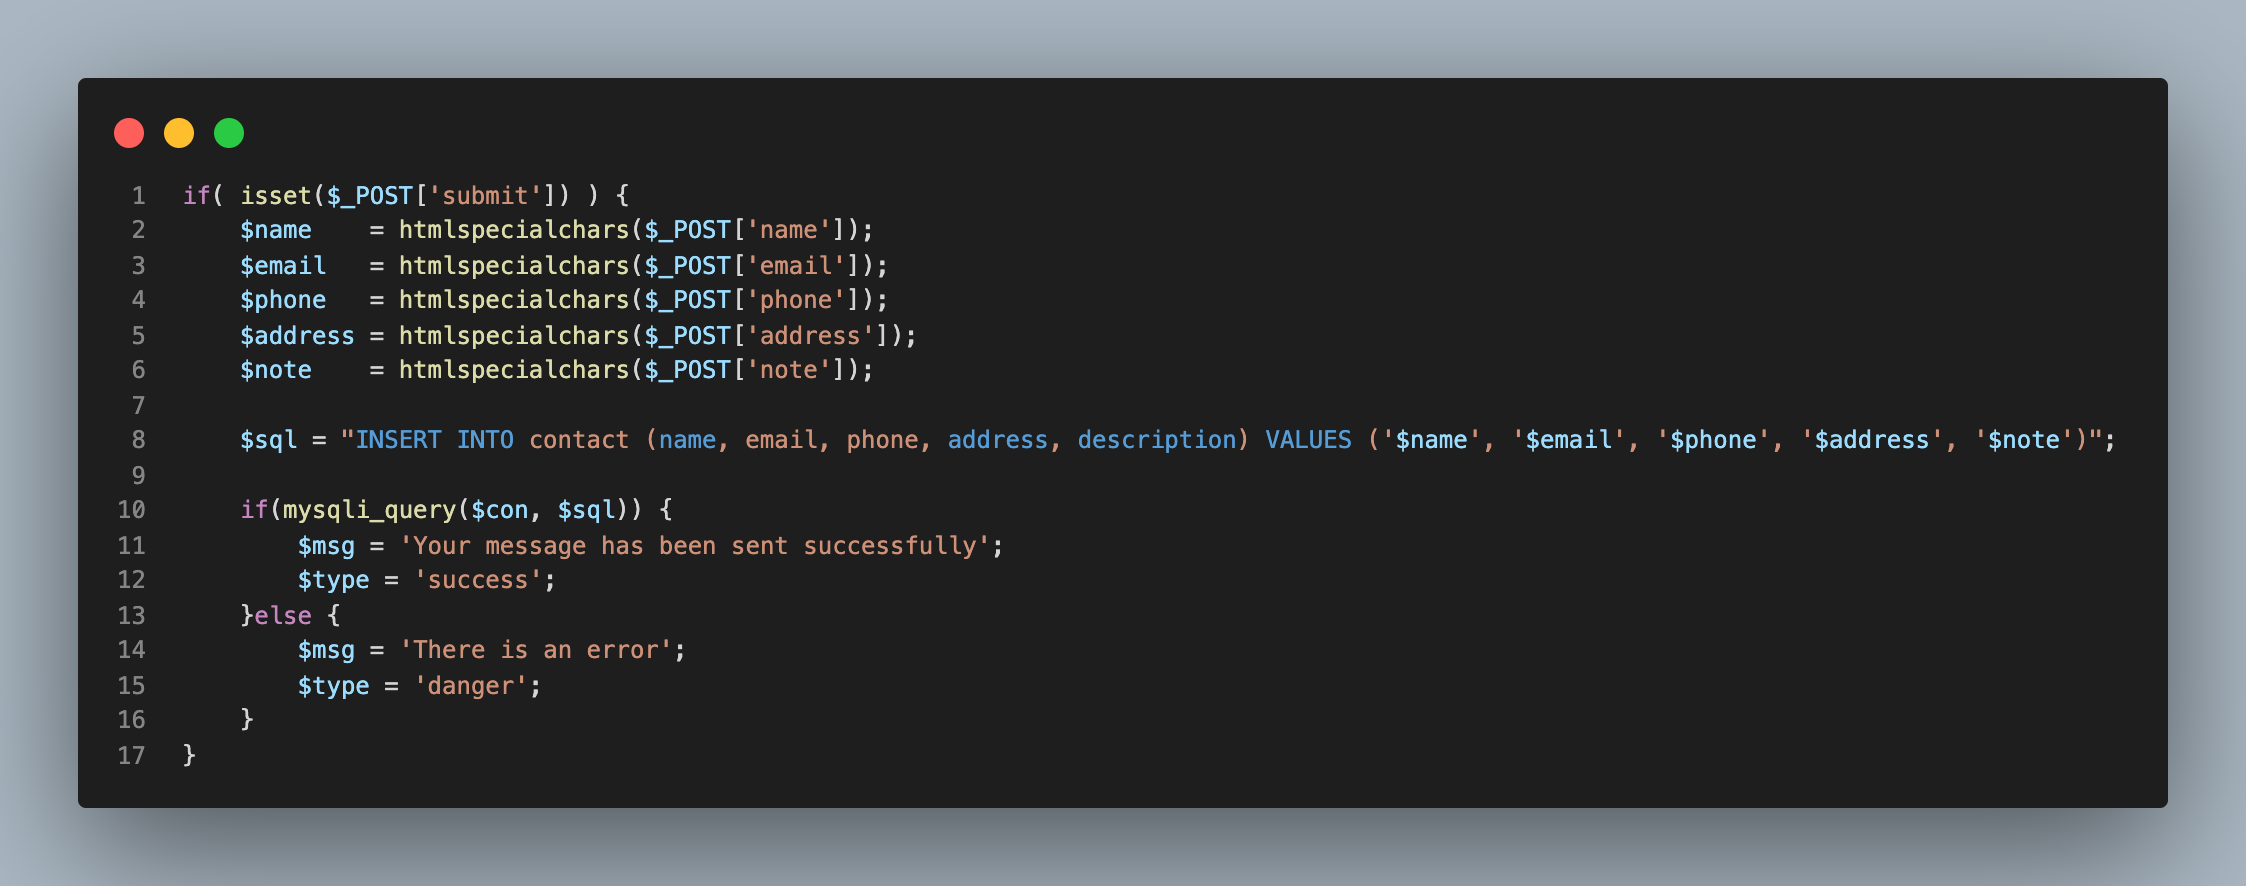 1 if( isset($_POST['submit']) ) {
2     $name    = htmlspecialchars($_POST['name']);
3     $email   = htmlspecialchars($_POST['email']);
4     $phone   = htmlspecialchars($_POST['phone']);
5     $address = htmlspecialchars($_POST['address']);
6     $note    = htmlspecialchars($_POST['note']);
7
8     $sql = "INSERT INTO contact (name, email, phone, address, description) VALUES ('$name', '$email', '$phone', '$address', '$note')";
9
10     if(mysqli_query($con, $sql)) {
11         $msg = 'Your message has been sent successfully';
12         $type = 'success';
13     }else {
14         $msg = 'There is an error';
15         $type = 'danger';
16     }
17 }